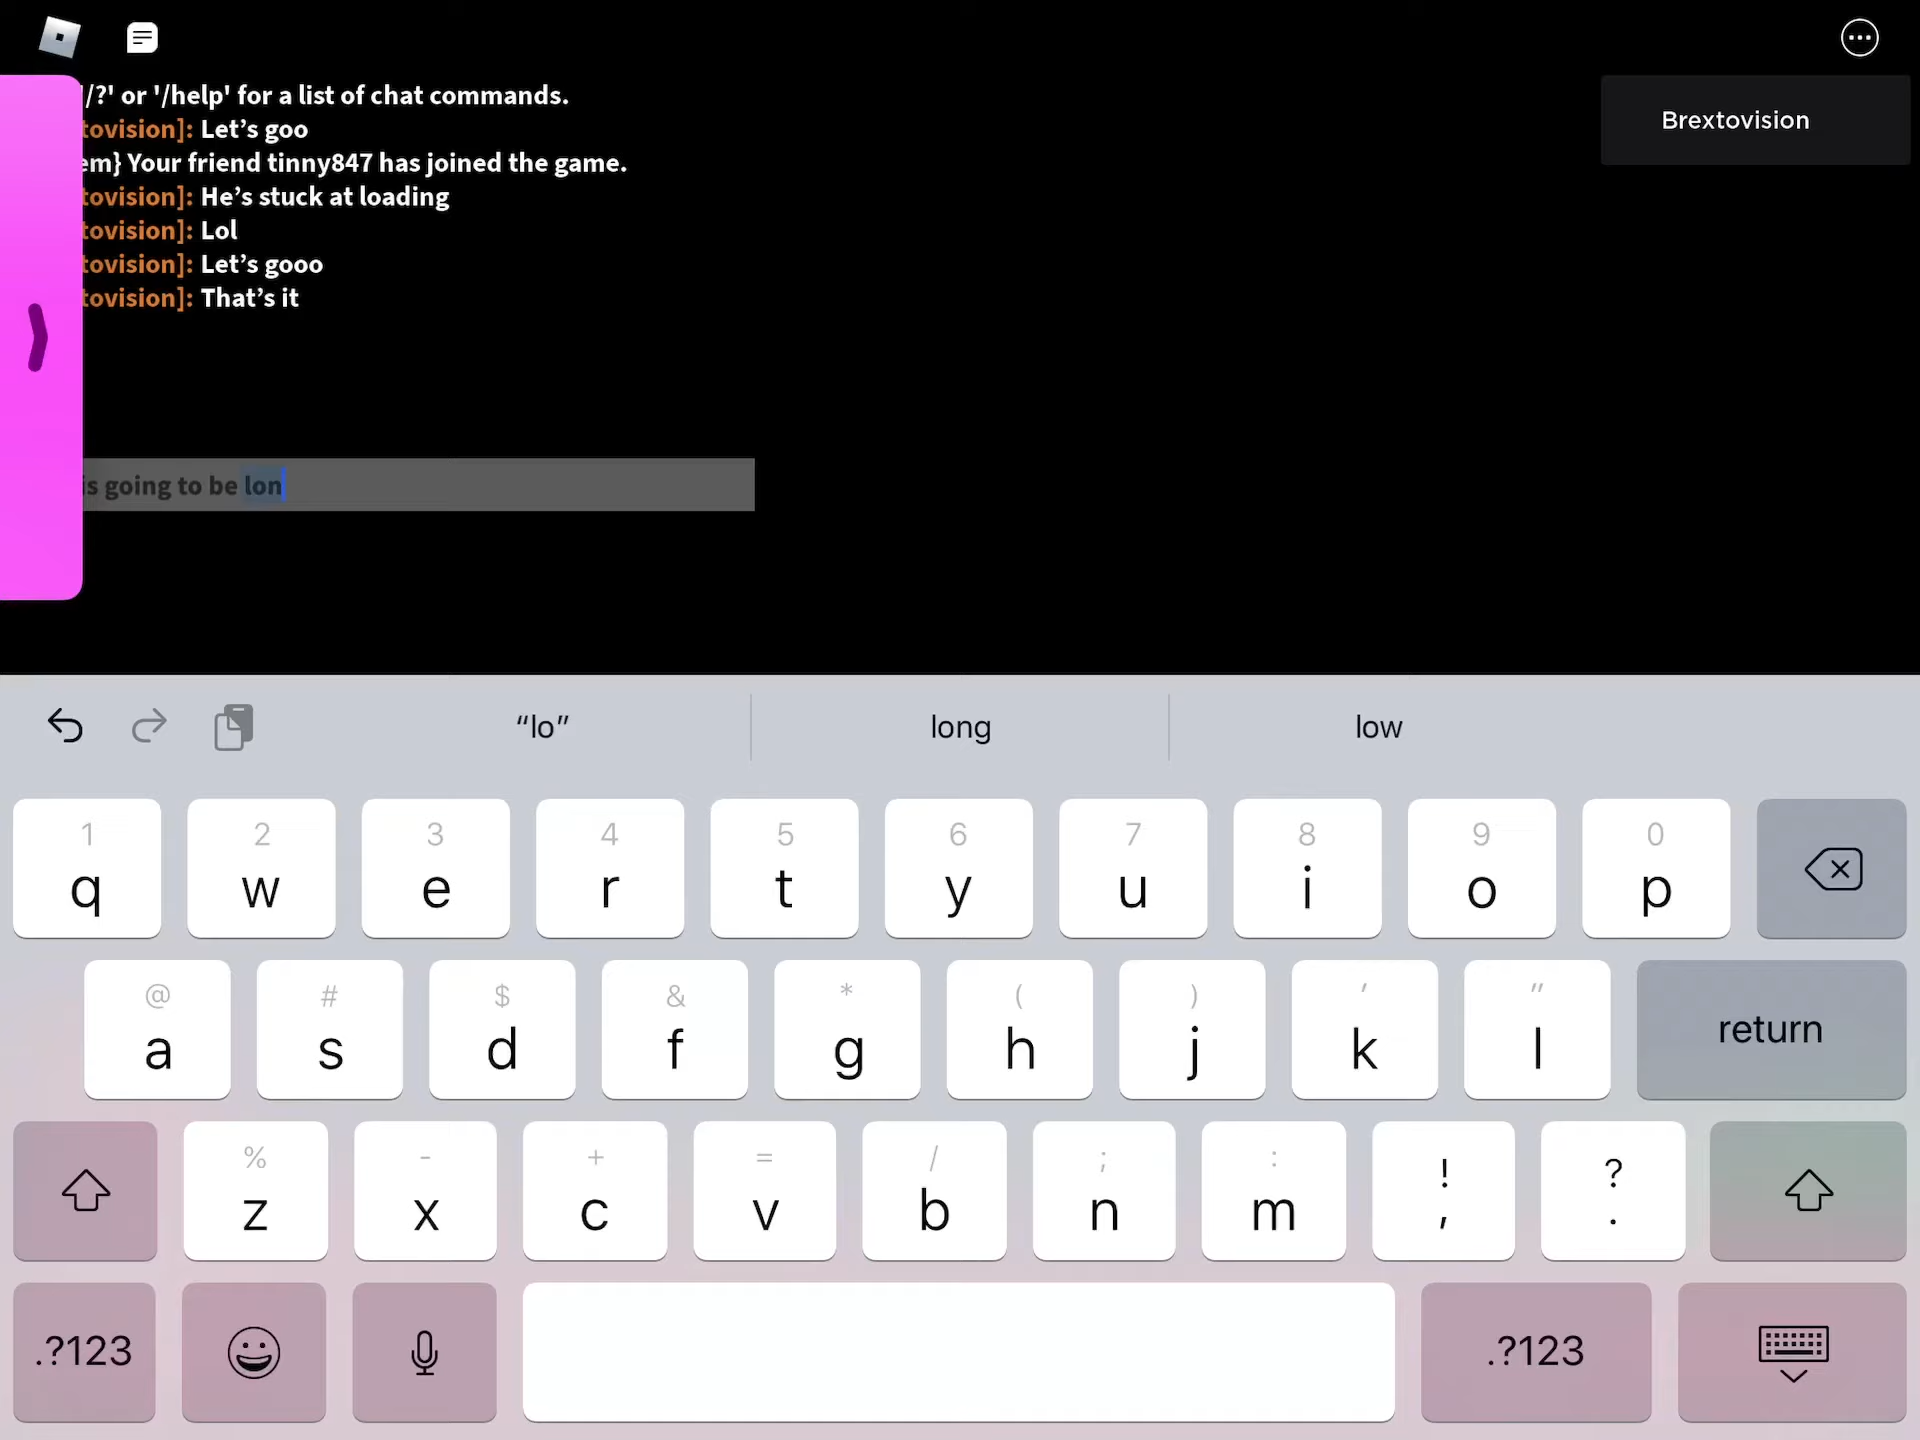 /?' or '/help' for a list of chat commands.
Brextovision
tovision]: Let’s goo
em} Your friend tinny847 has joined the game.
tovision]: He’s stuck at loading
tovision]: Lol
tovision]: Let’s gooo
tovision]: That’s it
is going to be lon
“lo” long low
1 2 3 4 5 6 7 8 9 0
q w e r t y u i o p
@ # $ & * ( ) ' "
a s d f g h j k l return
% - + = / ; : ! ?
z x c v b n m , .
.?123 .?123